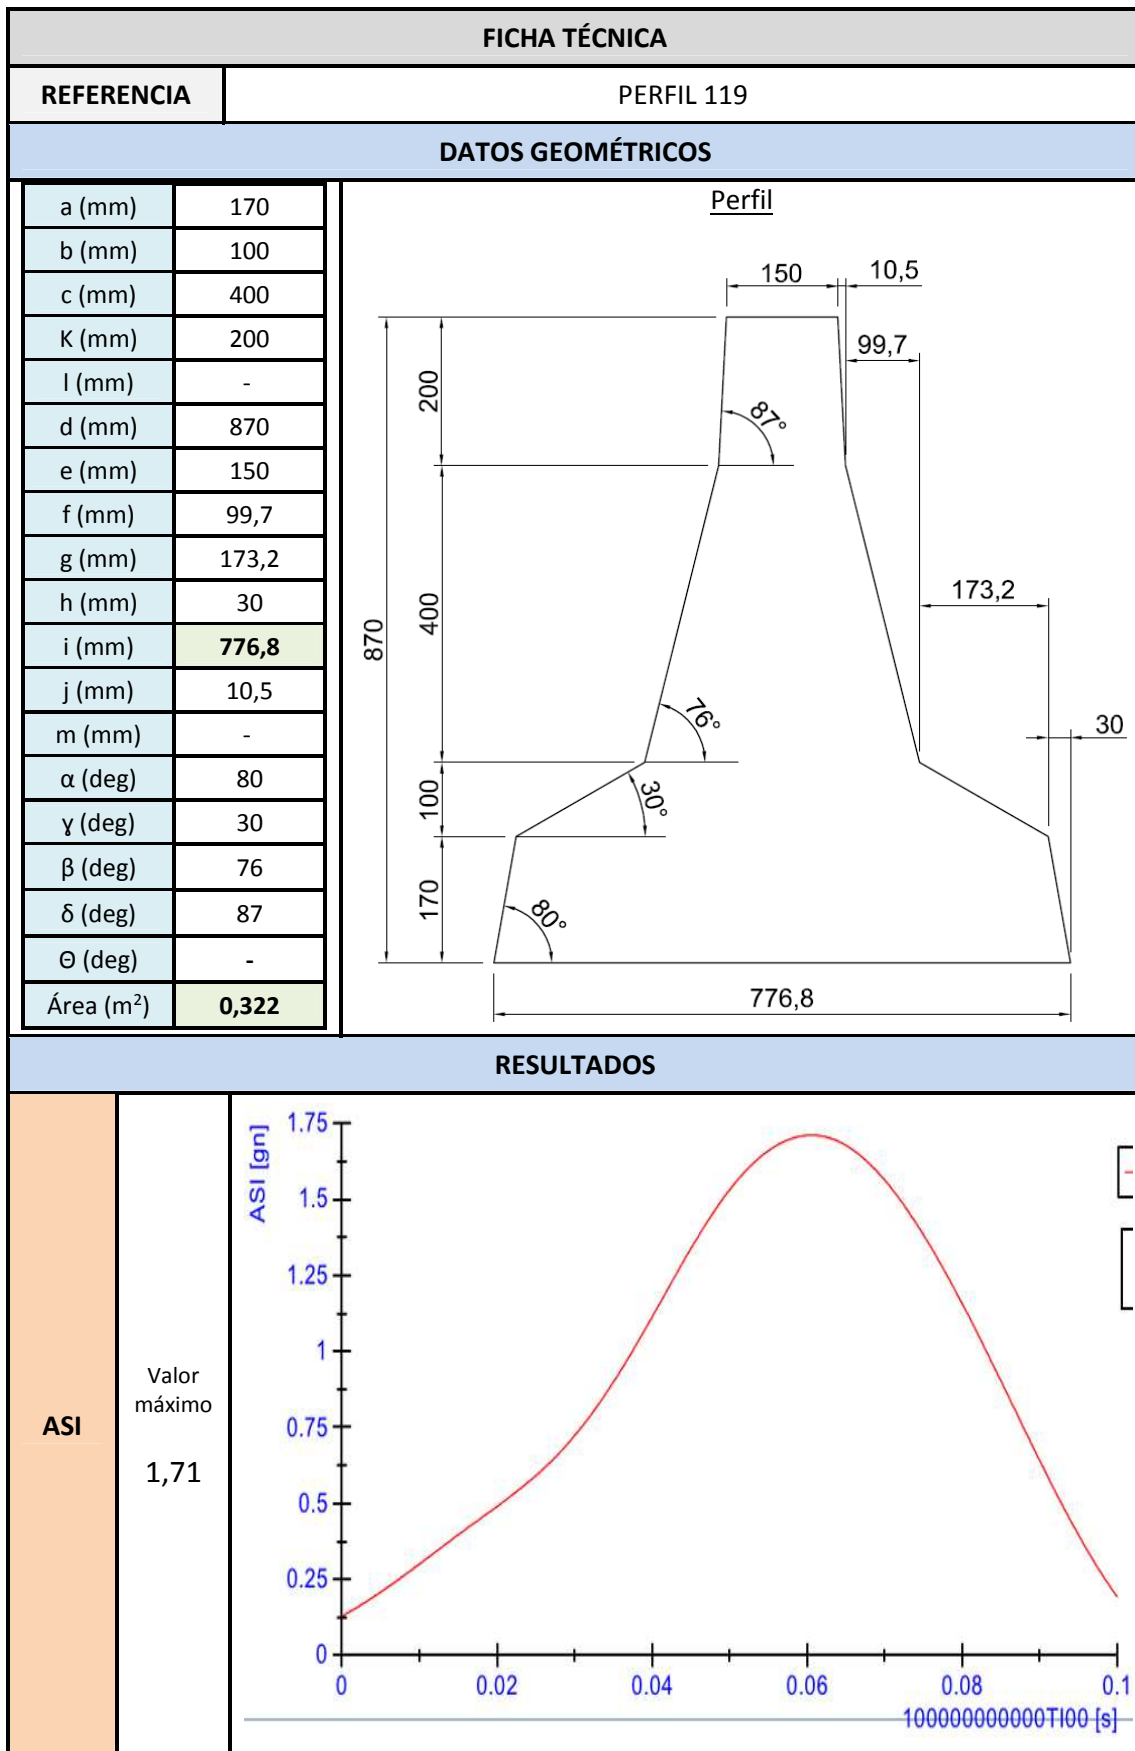 FICHA TÉCNICA
REFERENCIA PERFIL 119
DATOS GEOMÉTRICOS
a (mm) 170
b (mm) 100
c (mm) 400
K (mm) 200
l (mm) -
d (mm) 870
e (mm) 150
f (mm) 99,7
g (mm) 173,2
h (mm) 30
i (mm) 776,8
j (mm) 10,5
m (mm) -
α (deg) 80
γ (deg) 30
β (deg) 76
δ (deg) 87
Θ (deg) -
Área (m²) 0,322
Perfil
150 10,5
99,7
200
87°
173,2
400
870
76°
30
100
30°
170
80°
776,8
RESULTADOS
ASI
Valor
máximo
1,71
ASI [gn]
1.75
1.5
1.25
1
0.75
0.5
0.25
0
0 0.02 0.04 0.06 0.08 0.1
100000000000TI00 [s]